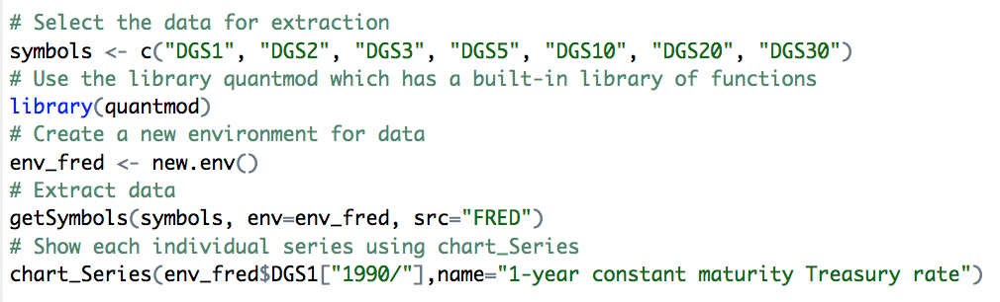 # Select the data for extraction
symbols <- c("DGS1", "DGS2", "DGS3", "DGS5", "DGS10", "DGS20", "DGS30")
# Use the library quantmod which has a built-in library of functions
library(quantmod)
# Create a new environment for data
env_fred <- new.env()
# Extract data
getSymbols(symbols, env=env_fred, src="FRED")
# Show each individual series using chart_Series
chart_Series(env_fred$DGS1["1990/"],name="1-year constant maturity Treasury rate")